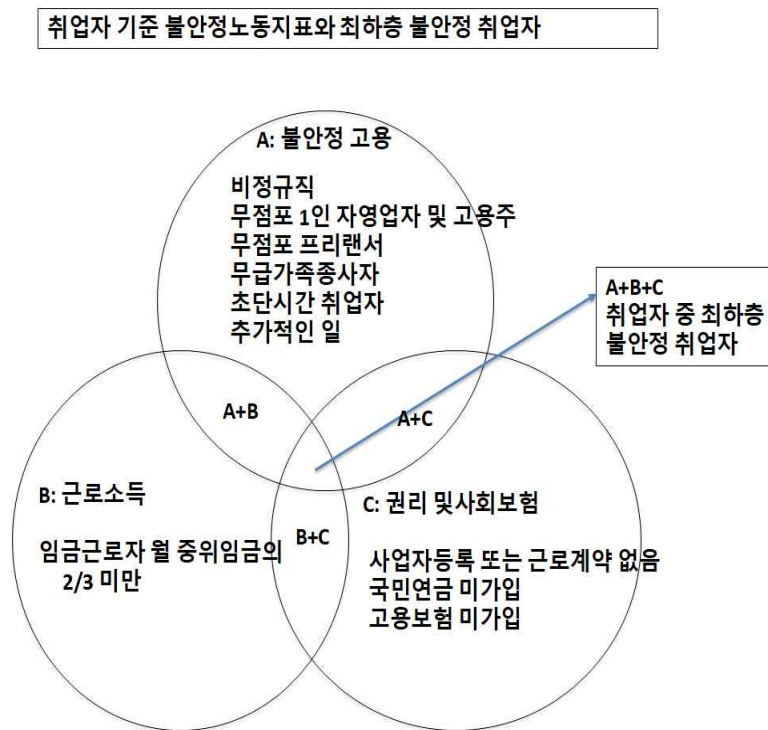 취업자 기준 불안정노동지표와 최하층 불안정 취업자
A: 불안정 고용
비정규직
무점포 1인 자영업자 및 고용주
무점포 프리랜서
무급가족종사자
초단시간 취업자
추가적인 일
A+B+C
취업자 중 최하층
불안정 취업자
A+B
A+C
B: 근로소득
임금근로자 월 중위임금의
2/3 미만
B+C
C: 권리 및사회보험
사업자등록 또는 근로계약 없음
국민연금 미가입
고용보험 미가입